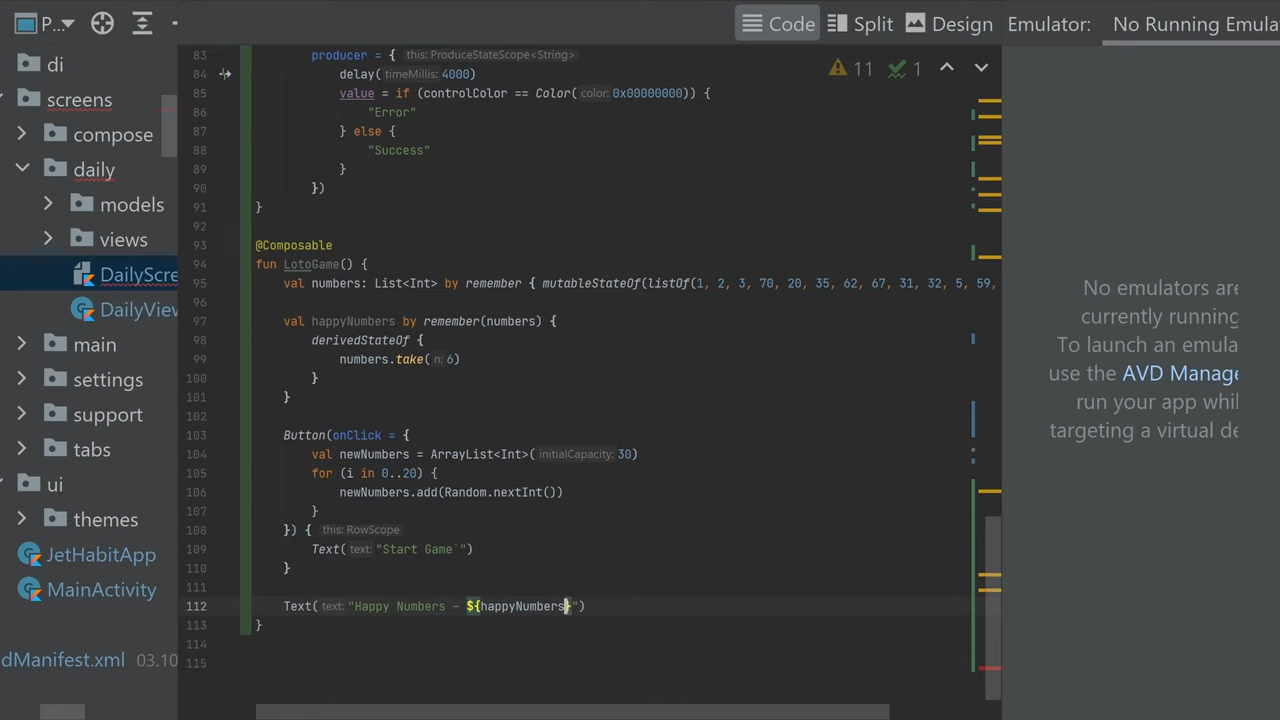 P...
Code
Split
Design
Emulator:
No Running Emula
di
screens
compose
daily
models
views
DailyScre
DailyView
main
settings
support
tabs
ui
themes
JetHabitApp
MainActivity
dManifest.xml 03.10
11
1
83 producer = { this: ProduceStateScope<String>
84 delay( timeMillis: 4000)
85 value = if (controlColor == Color( color: 0x00000000)) {
86 "Error"
87 } else {
88 "Success"
89 }
90 })
91 }
92
93 @Composable
94 fun LotoGame() {
95 val numbers: List<Int> by remember { mutableStateOf(listOf(1, 2, 3, 70, 20, 35, 62, 67, 31, 32, 5, 59,
96
97 val happyNumbers by remember(numbers) {
98 derivedStateOf {
99 numbers.take( n: 6)
100 }
101 }
102
103 Button(onClick = {
104 val newNumbers = ArrayList<Int>( initialCapacity: 30)
105 for (i in 0..20) {
106 newNumbers.add(Random.nextInt())
107 }
108 }) { this: RowScope
109 Text( text: "Start Game`")
110 }
111
112 Text( text: "Happy Numbers - ${happyNumbers}")
113 }
114
115
No emulators are
currently running
To launch an emula
use the AVD Manage
run your app whil
targeting a virtual de